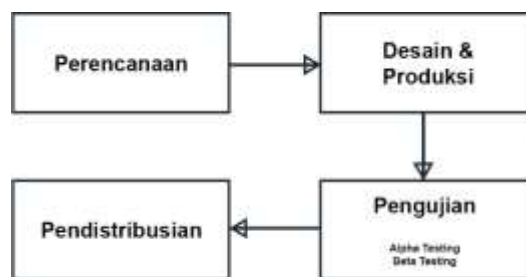 Perencanaan
Desain &
Produksi
Pengujian
Alpha Testing
Beta Testing
Pendistribusian